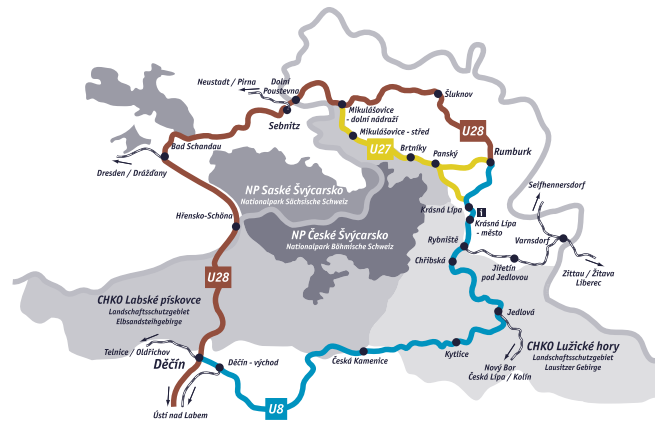 Neustadt / Pirna
Dolní
Poustevna
Sebnitz
Mikulášovice
- dolní nádraží
Mikulášovice - střed
Šluknov
U28
Rumburk
Brtníky
Panský
U27
Bad Schandau
Dresden / Drážďany
NP Saské Švýcarsko
Nationalpark Sächsische Schweiz
Selfhennersdorf
Krásná Lípa
i
Krásná Lípa
- město
Hřensko-Schöna
NP České Švýcarsko
Nationalpark Böhmische Schweiz
Rybniště
Varnsdorf
Chřibská
Jiřetín
pod Jedlovou
Zittau / Žitava
Liberec
U28
CHKO Labské pískovce
Landschaftsschutzgebiet
Elbsandsteihgebirge
Jedlová
Telnice / Oldřichov
Děčín
Děčín - východ
Česká Kamenice
Kytlice
CHKO Lužické hory
Landschaftsschutzgebiet
Lausitzer Gebirge
Nový Bor
Česká Lípa / Kolín
Ústí nad Labem
U8